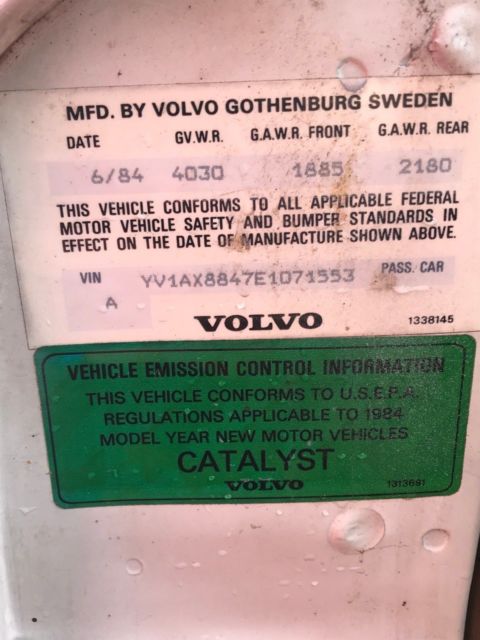 MFD. BY VOLVO GOTHENBURG SWEDEN
DATE G.V.W.R. G.A.W.R. FRONT G.A.W.R. REAR
6/84 4030 1885 2180
THIS VEHICLE CONFORMS TO ALL APPLICABLE FEDERAL
MOTOR VEHICLE SAFETY AND BUMPER STANDARDS IN
EFFECT ON THE DATE OF MANUFACTURE SHOWN ABOVE.
VIN YV1AX8847E1071553 PASS. CAR
A
VOLVO 1338145
VEHICLE EMISSION CONTROL INFORMATION
THIS VEHICLE CONFORMS TO U.S.E.P.A.
REGULATIONS APPLICABLE TO 1984
MODEL YEAR NEW MOTOR VEHICLES
CATALYST
VOLVO 1313691